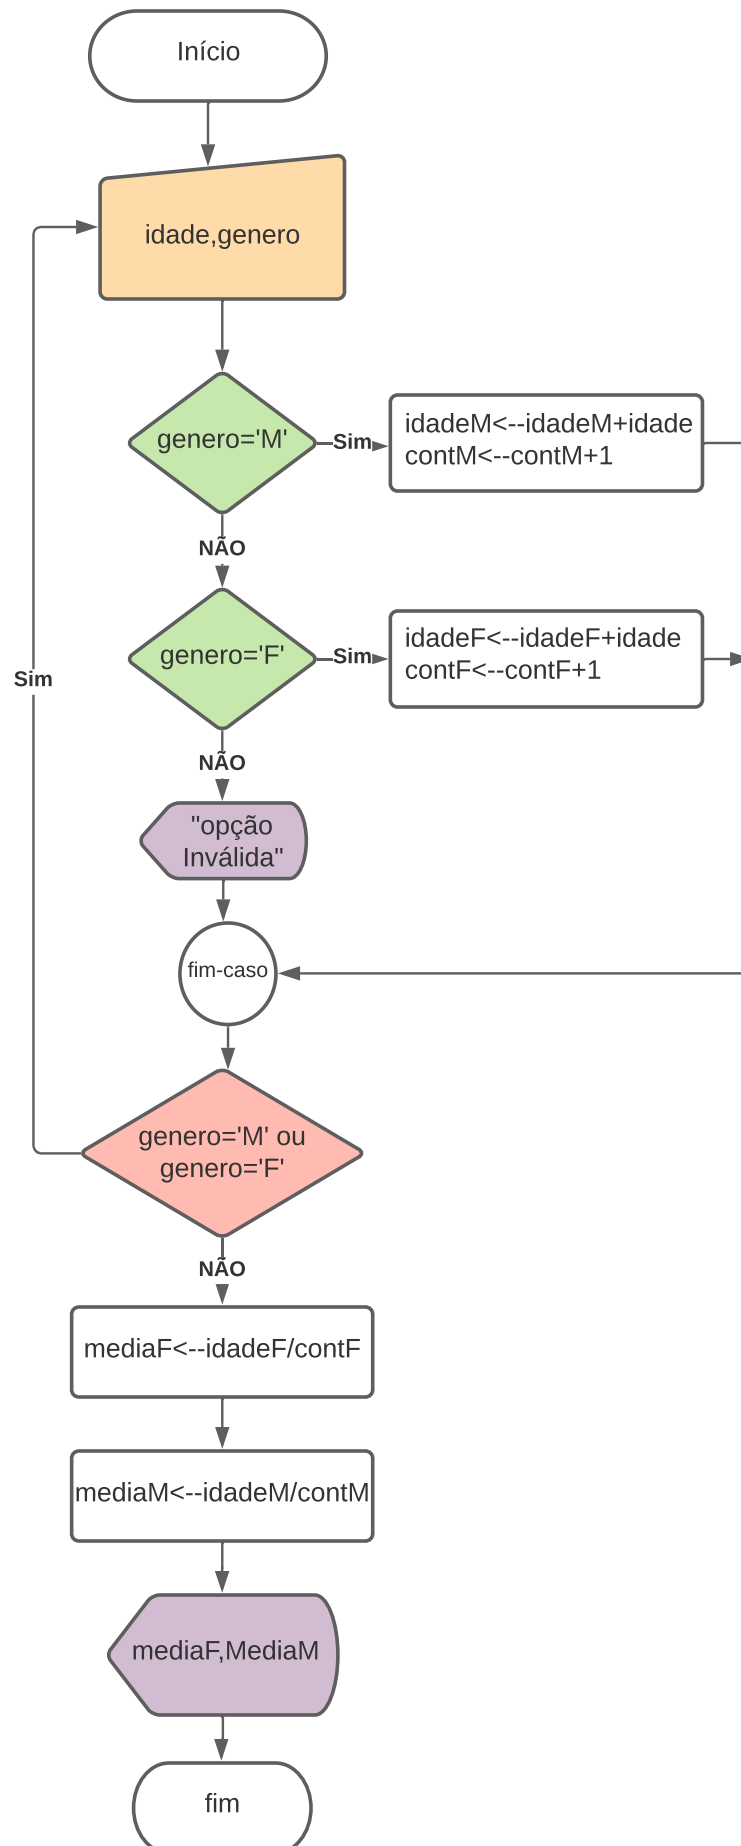 Início
idade,genero
genero='M'
Sim
idadeM<--idadeM+idade
contM<--contM+1
NÃO
genero='F'
Sim
idadeF<--idadeF+idade
contF<--contF+1
Sim
NÃO
"opção
Inválida"
fim-caso
genero='M' ou
genero='F'
NÃO
mediaF<--idadeF/contF
mediaM<--idadeM/contM
mediaF,MediaM
fim